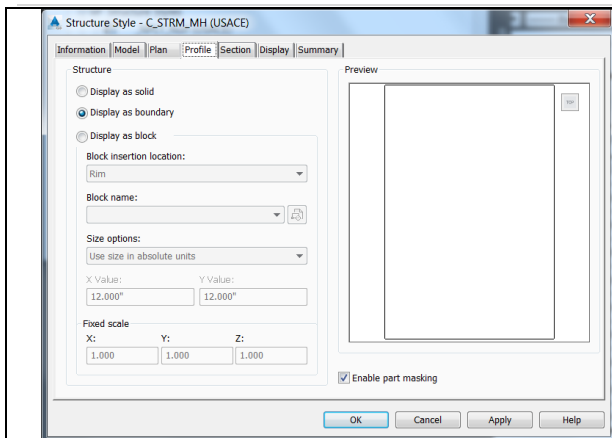 Structure Style - C_STRM_MH (USACE)
Information Model Plan Profile Section Display Summary
Structure
Display as solid
Display as boundary
Display as block
Block insertion location:
Rim
Block name:
Size options:
Use size in absolute units
X Value: Y Value:
12.000" 12.000"
Fixed scale
X: Y: Z:
1.000 1.000 1.000
Preview
Enable part masking
OK Cancel Apply Help